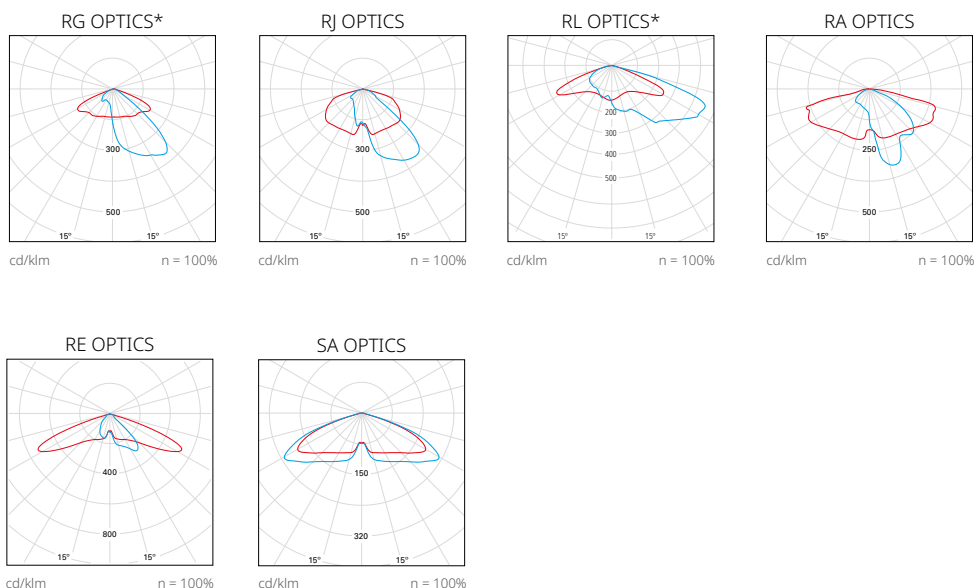 RG OPTICS*
300
500
15°
15°
cd/klm
n = 100%
RJ OPTICS
300
500
15°
15°
cd/klm
n = 100%
RL OPTICS*
200
300
400
500
15°
15°
cd/klm
n = 100%
RA OPTICS
250
500
15°
15°
cd/klm
n = 100%
RE OPTICS
400
800
15°
15°
cd/klm
n = 100%
SA OPTICS
150
320
15°
15°
cd/klm
n = 100%